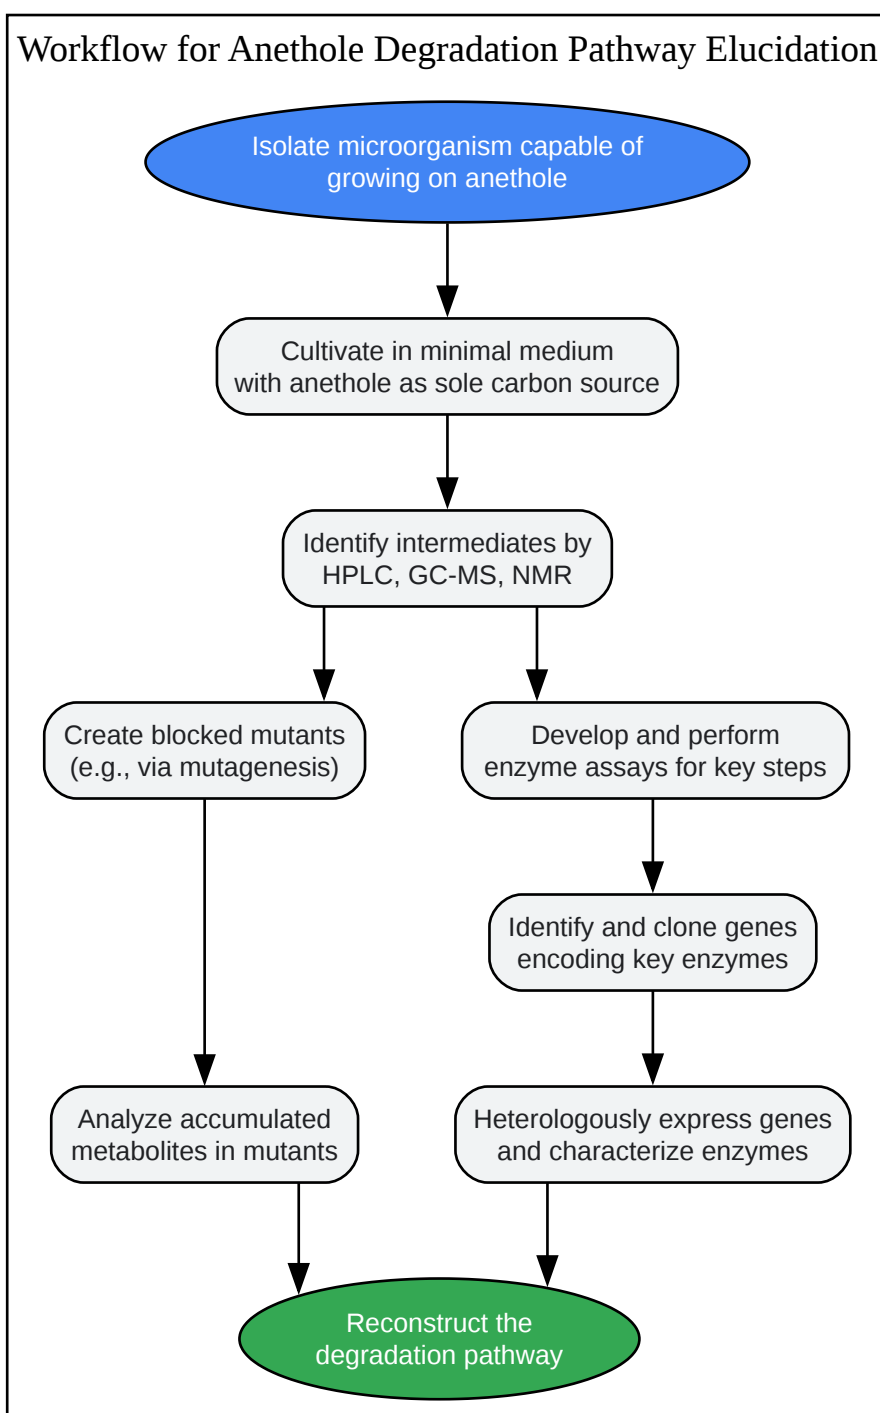 Workflow for Anethole Degradation Pathway Elucidation
Isolate microorganism capable of
growing on anethole
Cultivate in minimal medium
with anethole as sole carbon source
Identify intermediates by
HPLC, GC-MS, NMR
Create blocked mutants
(e.g., via mutagenesis)
Develop and perform
enzyme assays for key steps
Identify and clone genes
encoding key enzymes
Analyze accumulated
metabolites in mutants
Heterologously express genes
and characterize enzymes
Reconstruct the
degradation pathway